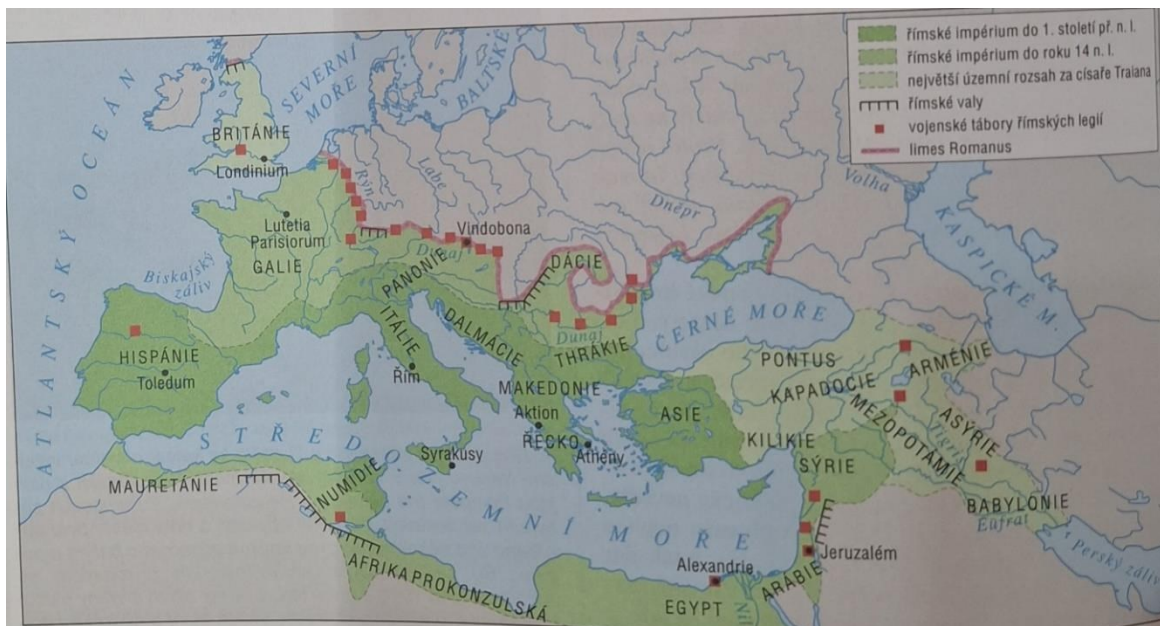 římské impérium do 1. století př. n. l.
římské impérium do roku 14 n. l.
největší územní rozsah za císaře Traiana
římské valy
vojenské tábory římských legií
limes Romanus
ATLANTSKÝ OCEÁN
SEVERNÍ
MOŘE
BALTSKÉ
BRITÁNIE
Londinium
Rýn
Labe
Volha
Dněpr
Lutetia
Parisiorum
GALIE
Vindobona
Dunaj
DÁCIE
KASPICKÉ M.
Biskajský
záliv
PANONIE
ITÁLIE
DALMÁCIE
Dunaj
THRÁKIE
ČERNÉ MOŘE
HISPÁNIE
Toledum
Řím
MAKEDONIE
Aktion
ŘECKO
Athény
ASIE
PONTUS
KAPADOCIE
ARMÉNIE
MEZOPOTÁMIE
ASÝRIE
Tigris
KILIKIE
SÝRIE
BABYLÓNIE
Eufrat
Perský záliv
STŘEDOZEMNÍ MOŘE
Syrakusy
MAURETÁNIE
NUMIDIE
AFRIKA PROKONZULSKÁ
Alexandrie
EGYPT
Nil
ARÁBIE
Jeruzalém